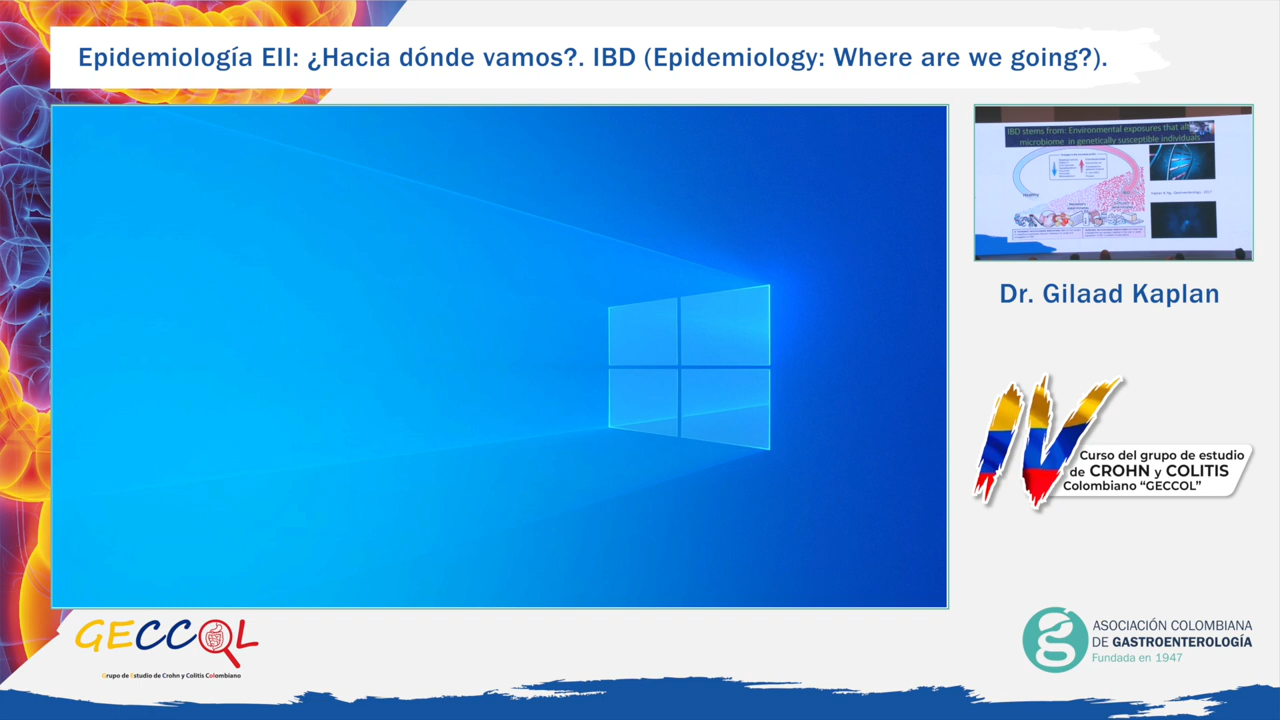 Epidemiología EII: ¿Hacia dónde vamos?. IBD (Epidemiology: Where are we going?).
IBD stems from: Environmental exposures that
microbiome in genetically susceptible individuals
Healthy
Dr. Gilaad Kaplan
IV
Curso del grupo de estudio
de CROHN y COLITIS
Colombiano “GECCOL”
GECCOL
Grupo de Estudio de Crohn y Colitis Colombiano
ASOCIACIÓN COLOMBIANA
DE GASTROENTEROLOGÍA
Fundada en 1947